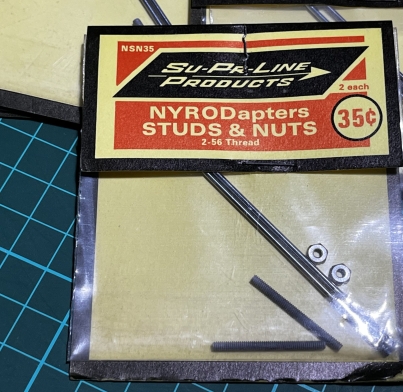 NSN35
SU-PR-LINE
PRODUCTS
2 each
NYRODapters
STUDS & NUTS
35¢
2-56 Thread